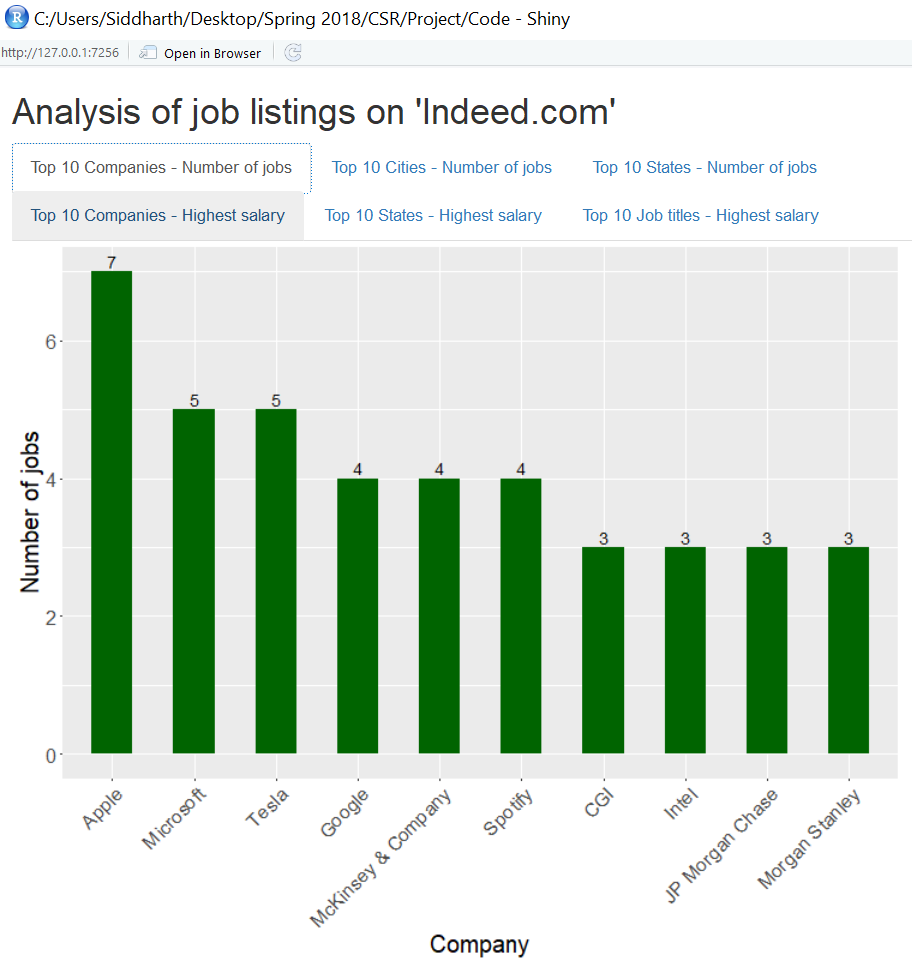 R C:/Users/Siddharth/Desktop/Spring 2018/CSR/Project/Code - Shiny
http://127.0.0.1:7256 Open in Browser
Analysis of job listings on 'Indeed.com'
Top 10 Companies - Number of jobs Top 10 Cities - Number of jobs Top 10 States - Number of jobs
Top 10 Companies - Highest salary Top 10 States - Highest salary Top 10 Job titles - Highest salary
7
6
5 5
4 4 4
4
3 3 3 3
2
0
Number of jobs
Apple Microsoft Tesla Google McKinsey & Company Spotify CGI Intel JP Morgan Chase Morgan Stanley
Company